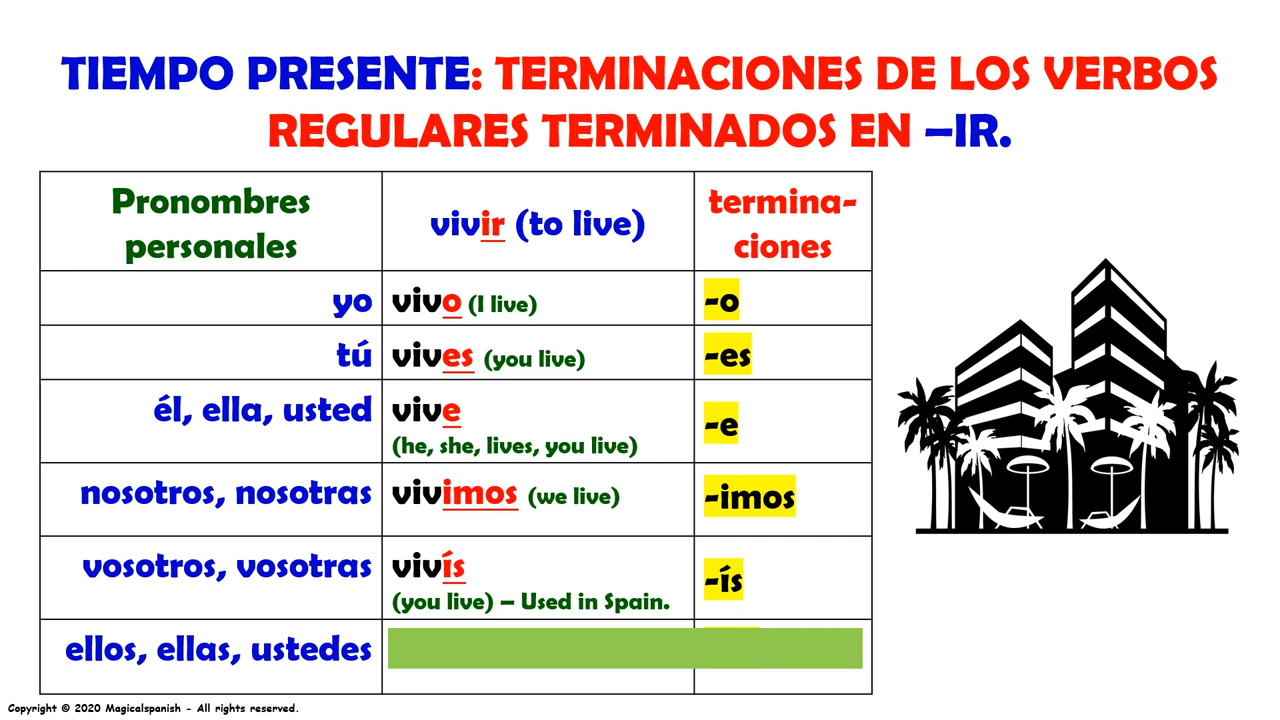 TIEMPO PRESENTE: TERMINACIONES DE LOS VERBOS
REGULARES TERMINADOS EN –IR.
Pronombres
personales
vivir (to live)
termina-
ciones
yo
vivo (I live)
-o
tú
vives (you live)
-es
él, ella, usted
vive
(he, she, lives, you live)
-e
nosotros, nosotras
vivimos (we live)
-imos
vosotros, vosotras
vivís
(you live) – Used in Spain.
-ís
ellos, ellas, ustedes
Copyright © 2020 Magicalspanish - All rights reserved.